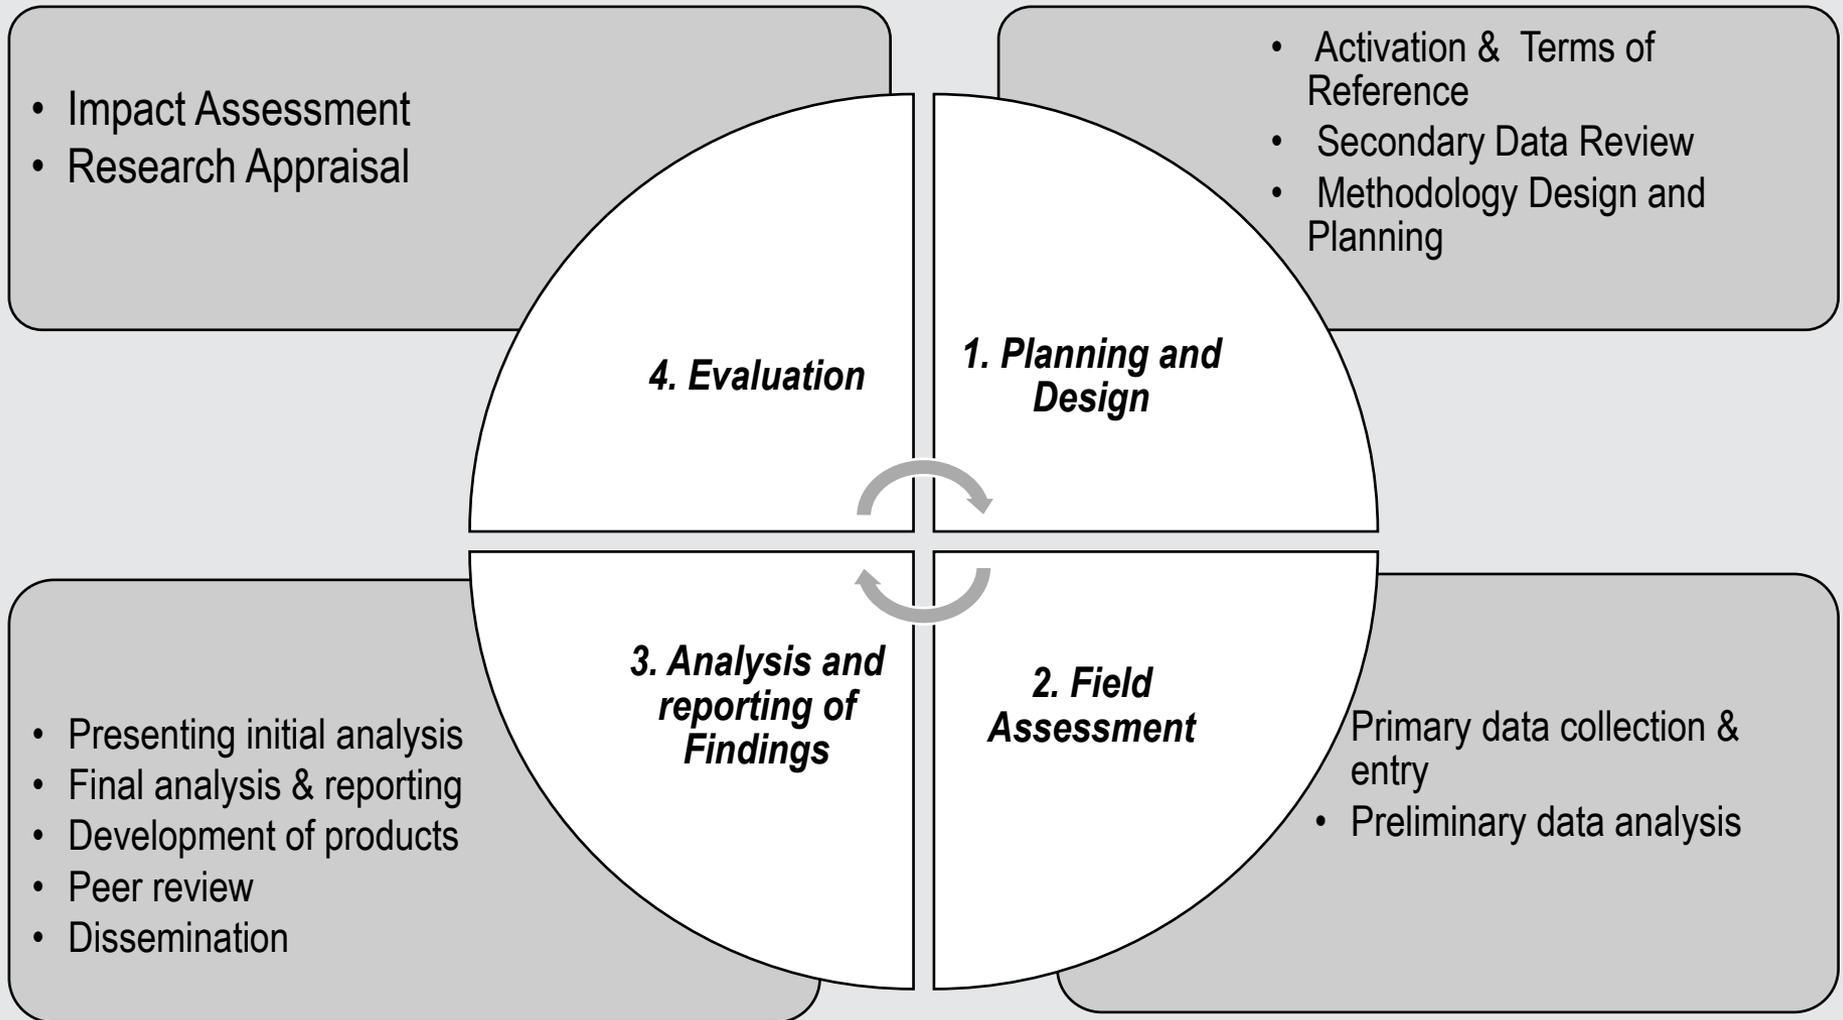 • Impact Assessment
• Research Appraisal
• Activation & Terms of
Reference
• Secondary Data Review
• Methodology Design and
Planning
4. Evaluation
1. Planning and
Design
3. Analysis and
reporting of
Findings
2. Field
Assessment
• Presenting initial analysis
• Final analysis & reporting
• Development of products
• Peer review
• Dissemination
Primary data collection &
entry
• Preliminary data analysis